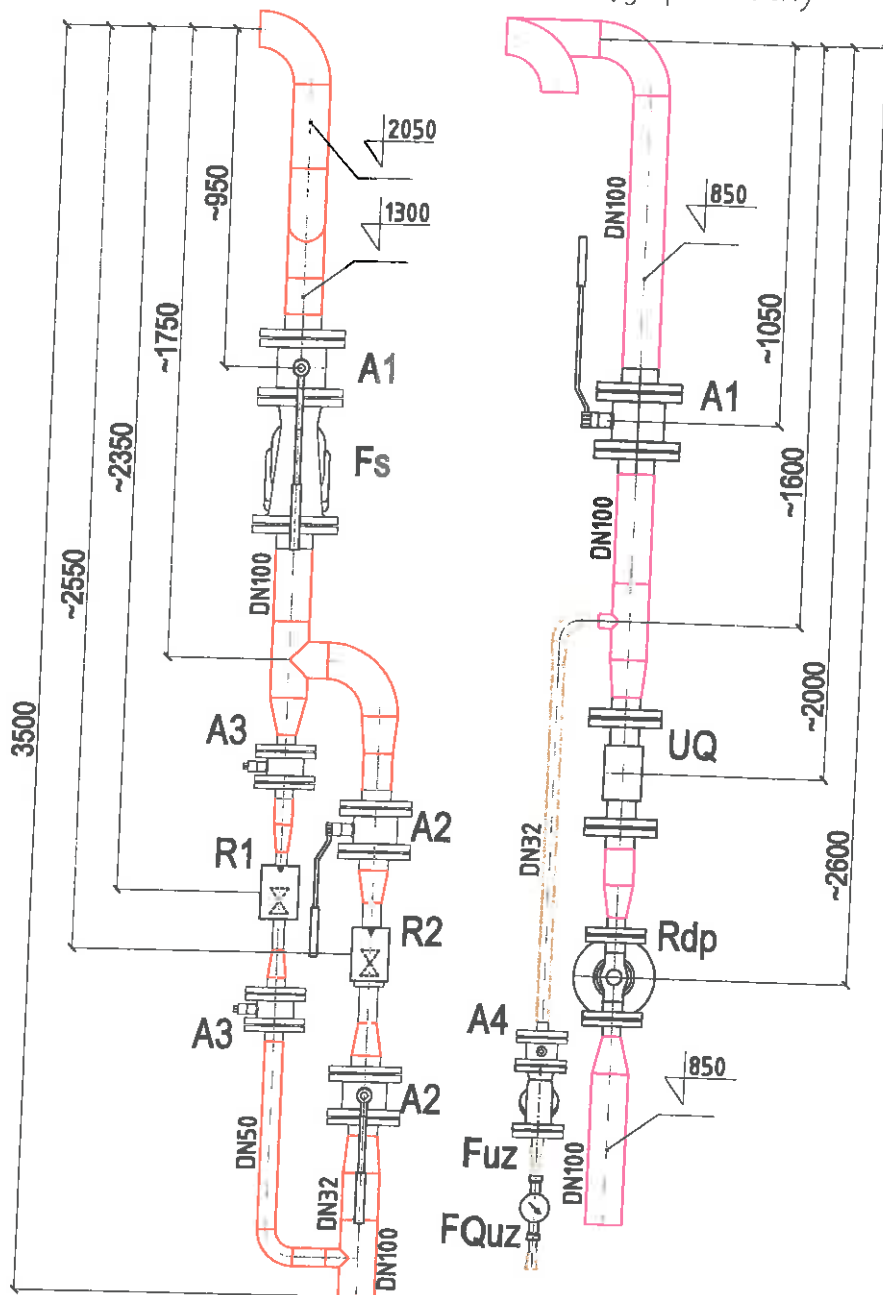 2050
1300
~950
A1
~1750
Fs
~2350
DN100
~2550
3500
A3
A2
R1
R2
A3
A2
DN50
DN32
DN100
DN100
850
~1050
A1
~1600
DN100
~2000
UQ
DN32
~2600
Rdp
A4
850
Fuz
DN100
FQuz